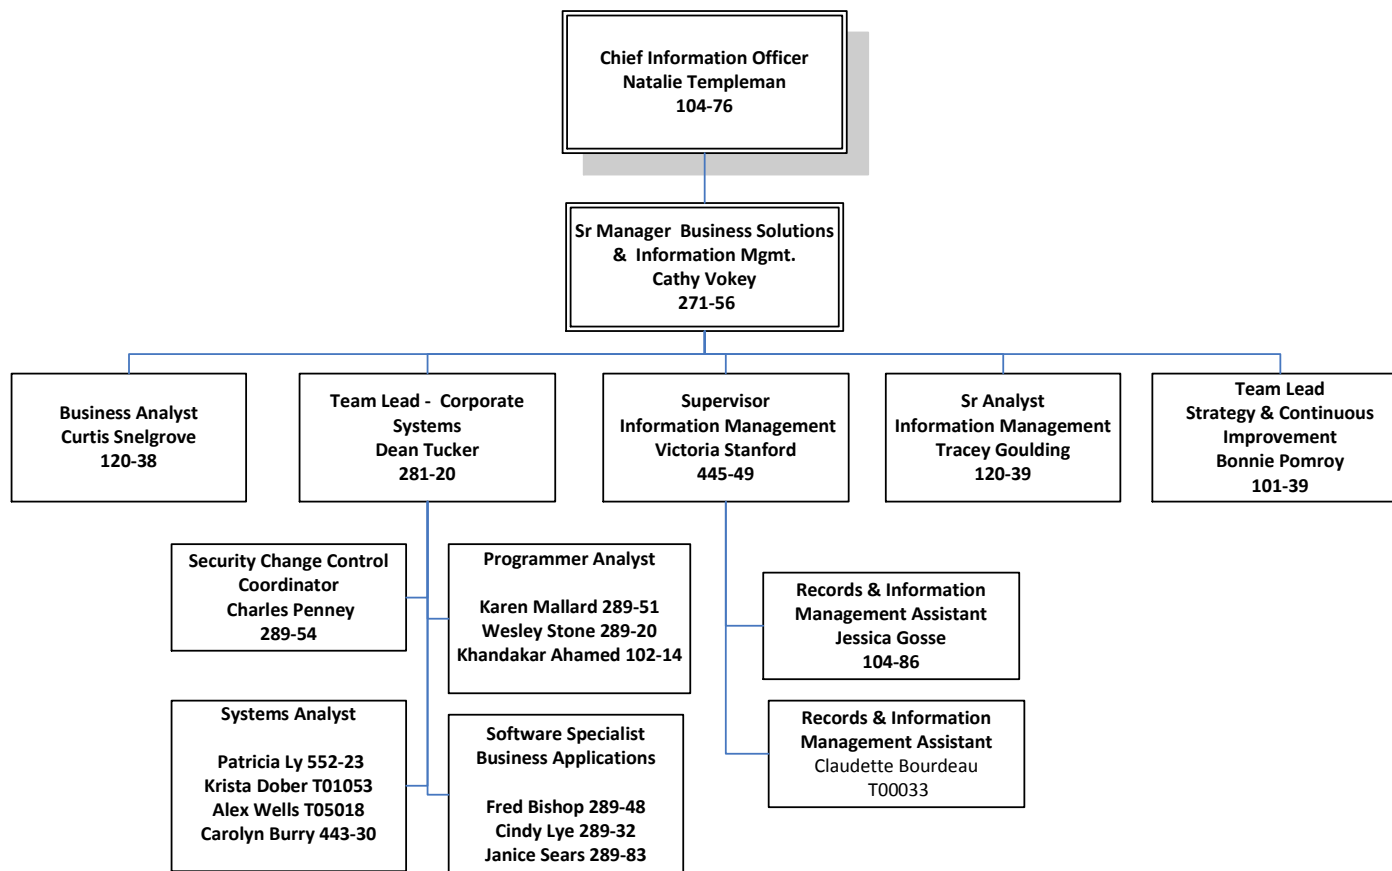 Chief Information Officer
Natalie Templeman
104-76
Sr Manager  Business Solutions
&  Information Mgmt.
Cathy Vokey
271-56
Business Analyst
Curtis Snelgrove
120-38
Team Lead -  Corporate
Systems
Dean Tucker
281-20
Supervisor
Information Management
Victoria Stanford
445-49
Sr Analyst
Information Management
Tracey Goulding
120-39
Team Lead
Strategy & Continuous
Improvement
Bonnie Pomroy
101-39
Security Change Control
Coordinator
Charles Penney
289-54
Programmer Analyst
Karen Mallard 289-51
Wesley Stone 289-20
Khandakar Ahamed 102-14
Records & Information
Management Assistant
Jessica Gosse
104-86
Systems Analyst
Patricia Ly 552-23
Krista Dober T01053
Alex Wells T05018
Carolyn Burry 443-30
Software Specialist
Business Applications
Fred Bishop 289-48
Cindy Lye 289-32
Janice Sears 289-83
Records & Information
Management Assistant
Claudette Bourdeau
T00033